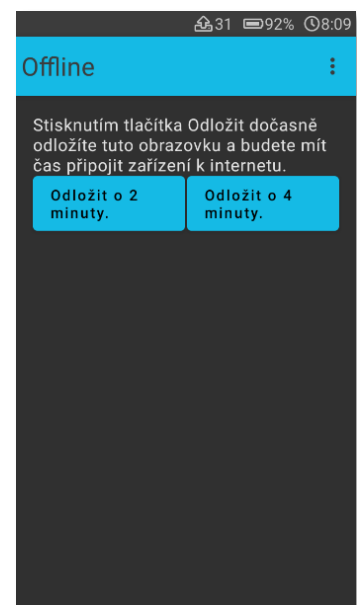 31 92% 8:09
Offline
Stisknutím tlačítka Odložit dočasně
odložíte tuto obrazovku a budete mít
čas připojit zařízení k internetu.
Odložit o 2
minuty.
Odložit o 4
minuty.